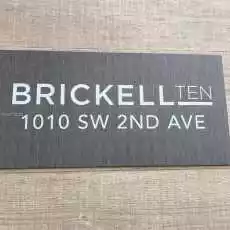 BRICKELL TEN
1010 SW 2ND AVE